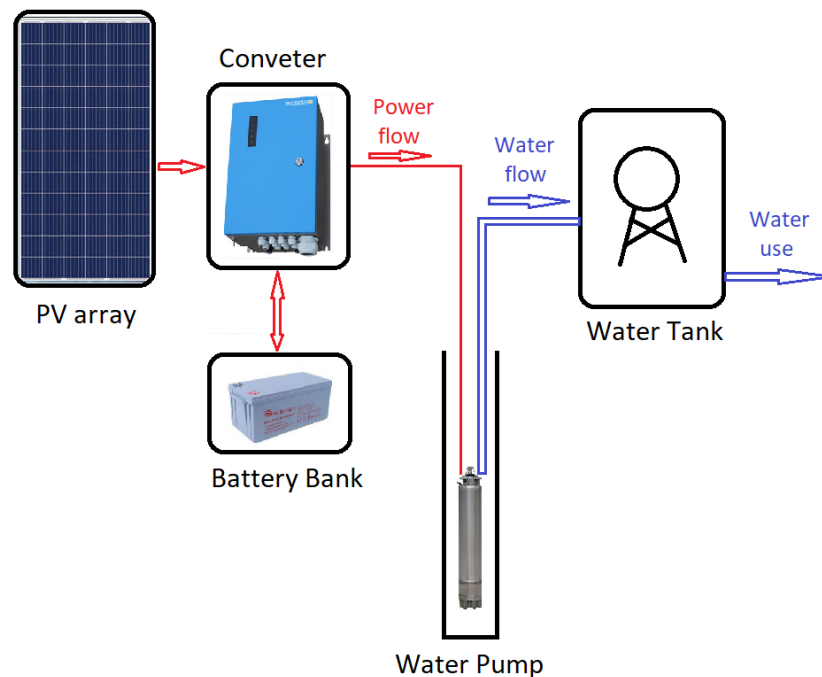 Conveter
Power
flow
Water
flow
Water
use
PV array
Water Tank
Battery Bank
Water Pump